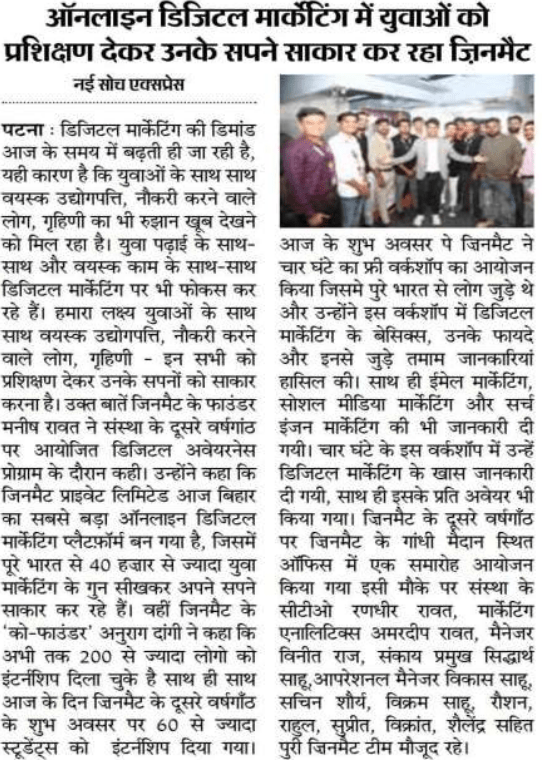 ऑनलाइन डिजिटल मार्केटिंग में युवाओं को
प्रशिक्षण देकर उनके सपने साकार कर रहा ज़िनमैट
नई सोच एक्सप्रेस
पटना : डिजिटल मार्केटिंग की डिमांड
आज के समय में बढ़ती ही जा रही है,
यही कारण है कि युवाओं के साथ साथ
वयस्क उद्योगपत्ति, नौकरी करने वाले
लोग, गृहिणी का भी रुझान खूब देखने
को मिल रहा है। युवा पढ़ाई के साथ-
साथ और वयस्क काम के साथ-साथ
डिजिटल मार्केटिंग पर भी फोकस कर
रहे हैं। हमारा लक्ष्य युवाओं के साथ
साथ वयस्क उद्योगपत्ति, नौकरी करने
वाले लोग, गृहिणी - इन सभी को
प्रशिक्षण देकर उनके सपनों को साकार
करना है। उक्त बातें जिनमैट के फाउंडर
मनीष रावत ने संस्था के दूसरे वर्षगांठ
पर आयोजित डिजिटल अवेयरनेस
प्रोग्राम के दौरान कही। उन्होंने कहा कि
जिनमैट प्राइवेट लिमिटेड आज बिहार
का सबसे बड़ा ऑनलाइन डिजिटल
मार्केटिंग प्लैटफ़ॉर्म बन गया है, जिसमें
पूरे भारत से 40 हज़ार से ज्यादा युवा
मार्केटिंग के गुन सीखकर अपने सपने
साकार कर रहे हैं। वहीं जिनमैट के
'को-फाउंडर' अनुराग दांगी ने कहा कि
अभी तक 200 से ज्यादा लोगो को
इंटर्नशिप दिला चुके है साथ ही साथ
आज के दिन जिनमैट के दूसरे वर्षगाँठ
के शुभ अवसर पर 60 से ज्यादा
स्टूडेंट्स को इंटर्नशिप दिया गया।
आज के शुभ अवसर पे जिनमैट ने
चार घंटे का फ्री वर्कशॉप का आयोजन
किया जिसमे पुरे भारत से लोग जुड़े थे
और उन्होंने इस वर्कशॉप में डिजिटल
मार्केटिंग के बेसिक्स, उनके फायदे
और इनसे जुड़े तमाम जानकारियां
हासिल की। साथ ही ईमेल मार्केटिंग,
सोशल मीडिया मार्केटिंग और सर्च
इंजन मार्केटिंग की भी जानकारी दी
गयी। चार घंटे के इस वर्कशॉप में उन्हें
डिजिटल मार्केटिंग के खास जानकारी
दी गयी, साथ ही इसके प्रति अवेयर भी
किया गया। ज़िनमैट के दूसरे वर्षगाँठ
पर जिनमैट के गांधी मैदान स्थित
ऑफिस में एक समारोह आयोजन
किया गया इसी मौके पर संस्था के
सीटीओ रणधीर रावत, मार्केटिंग
एनालिटिक्स अमरदीप रावत, मैनेजर
विनीत राज, संकाय प्रमुख सिद्धार्थ
साहू,आपरेशनल मैनेजर विकास साहू,
सचिन शौर्य, विक्रम साहू, रौशन,
राहुल, सुप्रीत, विक्रांत, शैलेंद्र सहित
पुरी ज़िनमैट टीम मौजूद रहे।